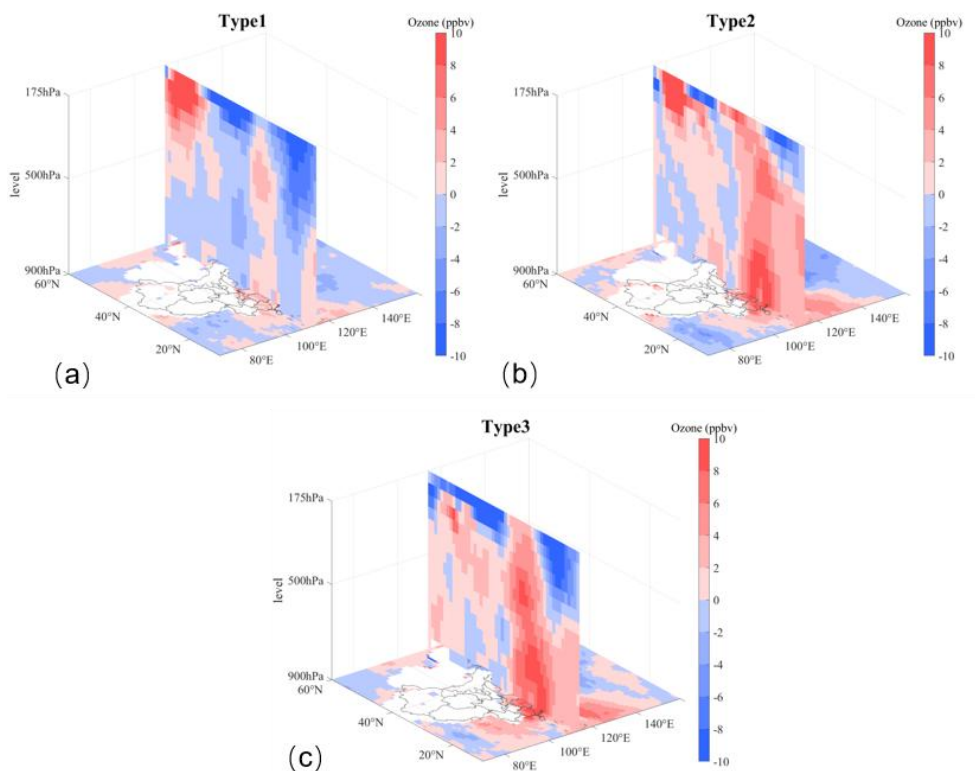 Type1
Ozone (ppbv)
10
8
6
4
2
0
-2
-4
-6
-8
-10
175hPa
500hPa
900hPa
level
60°N
40°N
20°N
80°E
100°E
120°E
140°E
(a)
Type2
Ozone (ppbv)
10
8
6
4
2
0
-2
-4
-6
-8
-10
175hPa
500hPa
900hPa
level
60°N
40°N
20°N
80°E
100°E
120°E
140°E
(b)
Type3
Ozone (ppbv)
10
8
6
4
2
0
-2
-4
-6
-8
-10
175hPa
500hPa
900hPa
level
60°N
40°N
20°N
80°E
100°E
120°E
140°E
(c)